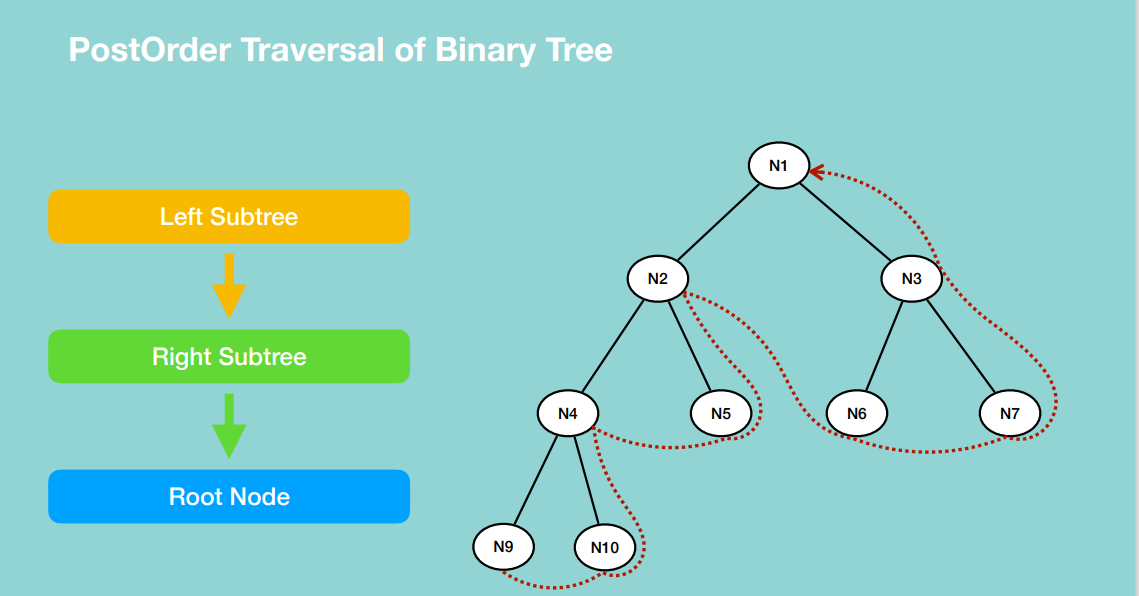 PostOrder Traversal of Binary Tree
Left Subtree
Right Subtree
Root Node
N1
N2
N3
N4
N5
N6
N7
N9
N10